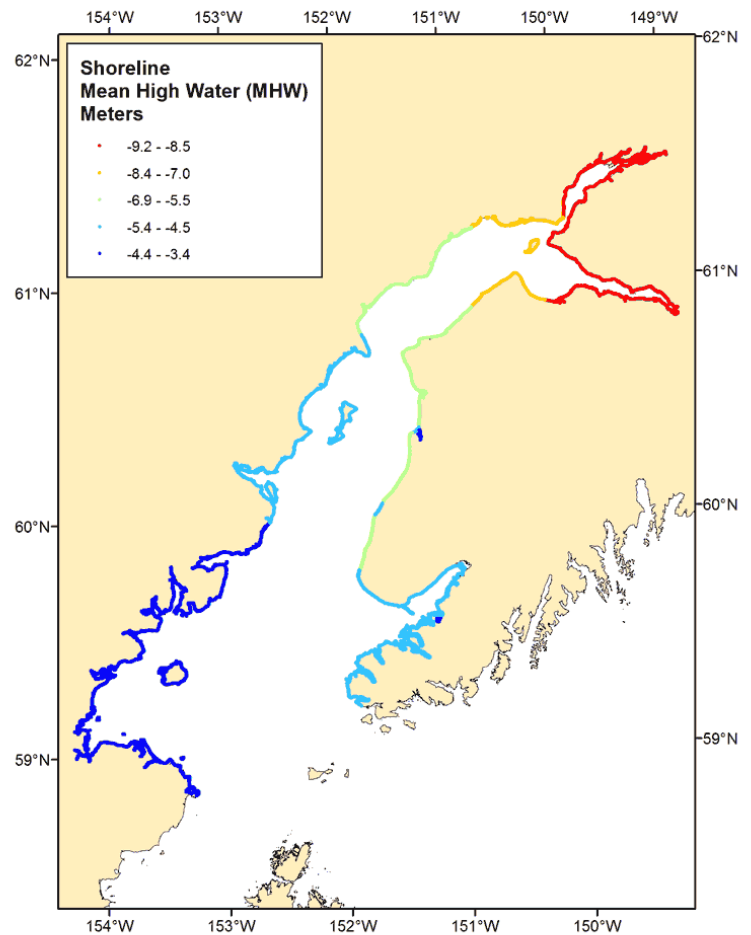 154°W 153°W 152°W 151°W 150°W 149°W
62°N 62°N
Shoreline
Mean High Water (MHW)
Meters
-9.2 - -8.5
-8.4 - -7.0
-6.9 - -5.5
-5.4 - -4.5
-4.4 - -3.4
61°N 61°N
60°N 60°N
59°N 59°N
154°W 153°W 152°W 151°W 150°W